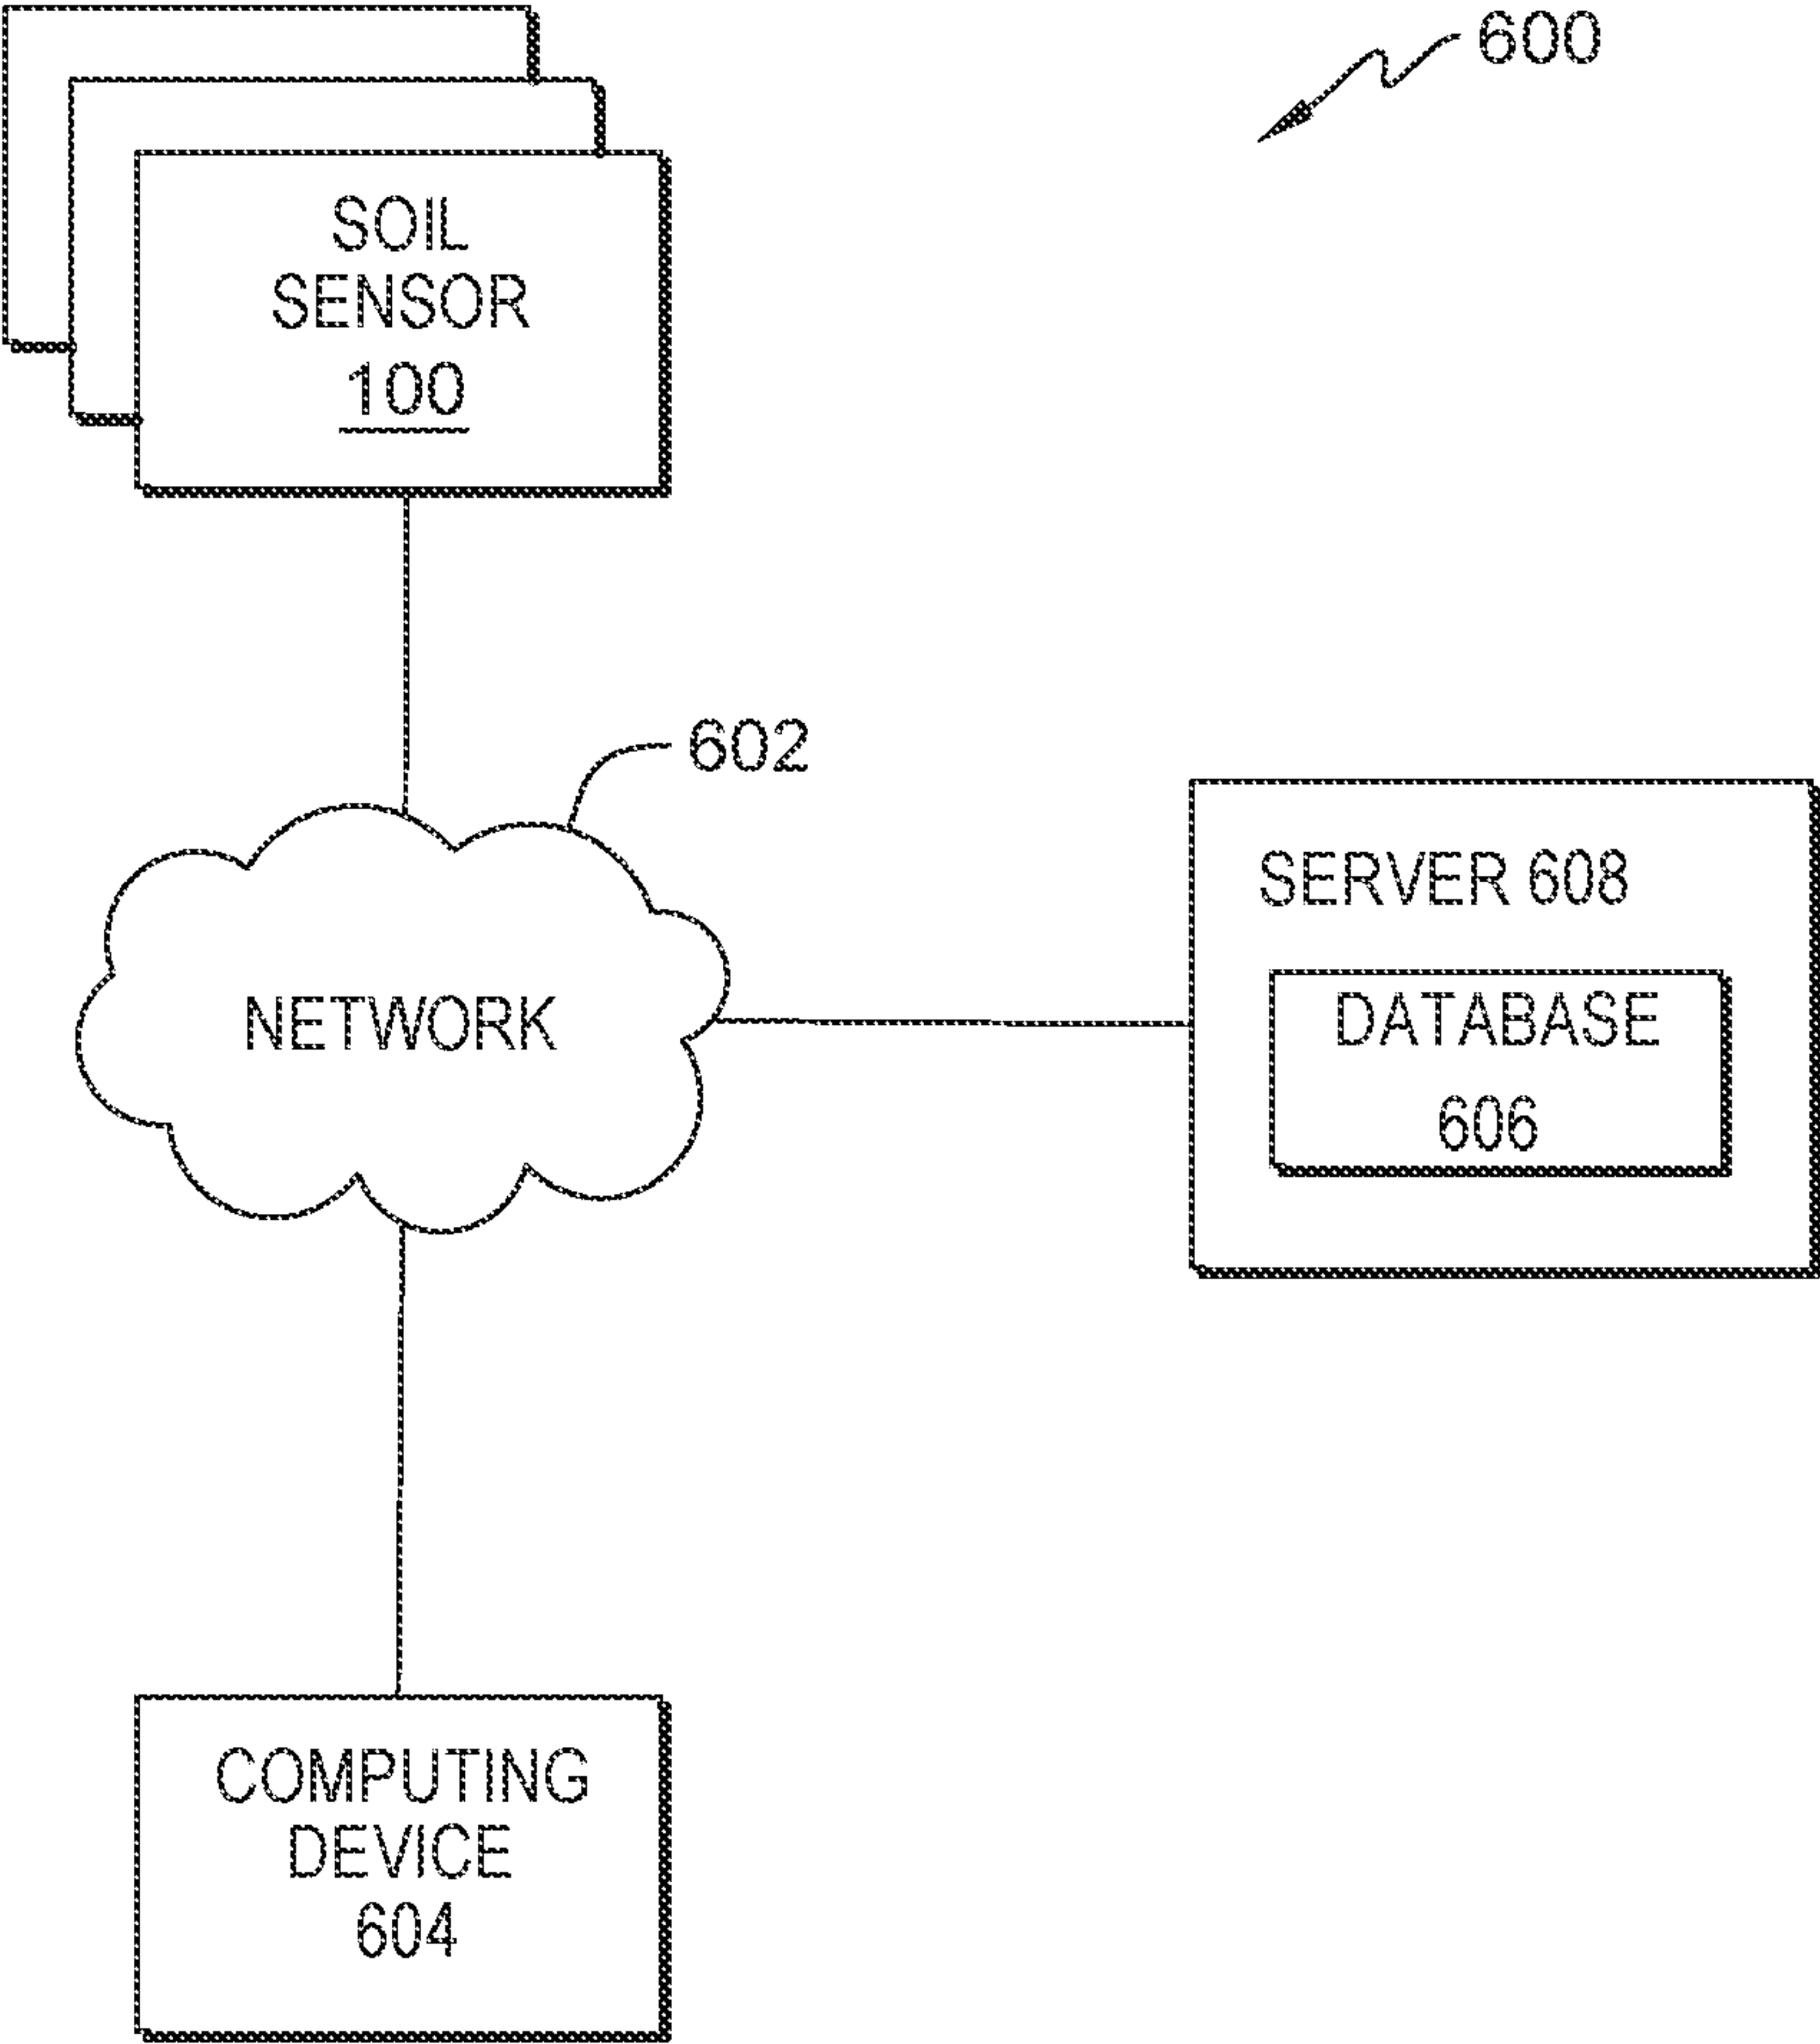 600
SOIL
SENSOR
100
602
NETWORK
SERVER 608
DATABASE
606
COMPUTING
DEVICE
604